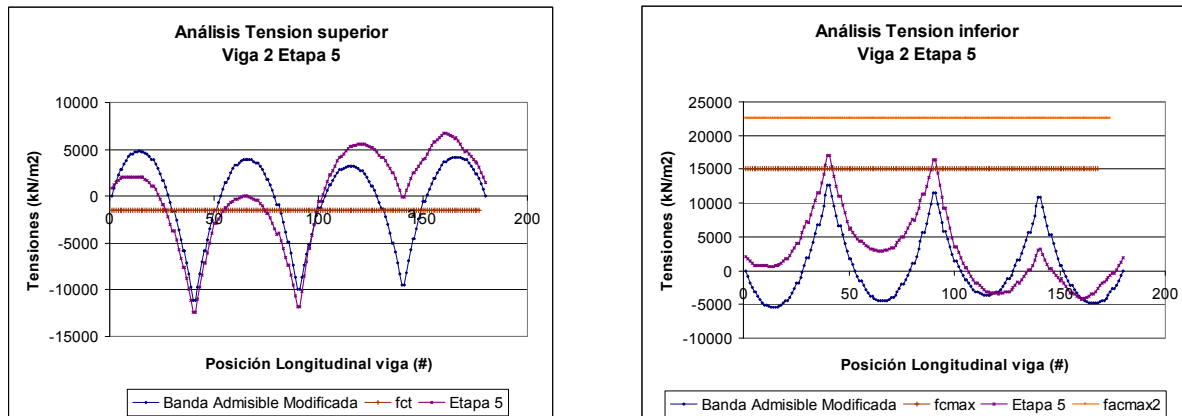 Análisis Tension superior
Viga 2 Etapa 5
10000
5000
0
-5000
-10000
-15000
0
50
100
150
200
Tensiones (kN/m2)
Posición Longitudinal viga (#)
Banda Admisible Modificada
fct
Etapa 5
Análisis Tension inferior
Viga 2 Etapa 5
25000
20000
15000
10000
5000
0
-5000
-10000
0
50
100
150
200
Tensiones (kN/m2)
Posición Longitudinal viga (#)
Banda Admisible Modificada
fcmax
Etapa 5
facmax2